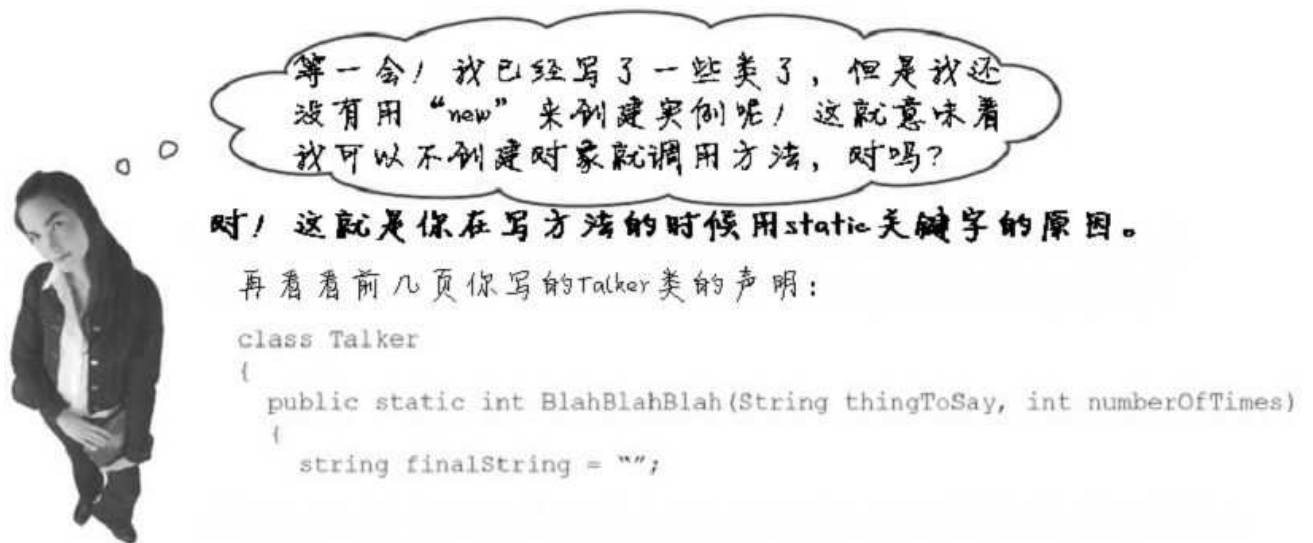 等一会！我已经写了一些类了，但是我还
没有用“new”来创建实例呢！这就意味着
我可以不创建对象就调用方法，对吗？
对！这就是你在写方法的时候用static关键字的原因。
再看看前几页你写的Talker类的声明：
class Talker
{
public static int BlahBlahBlah(String thingToSay, int numberOfTimes)
{
string finalString = “”;